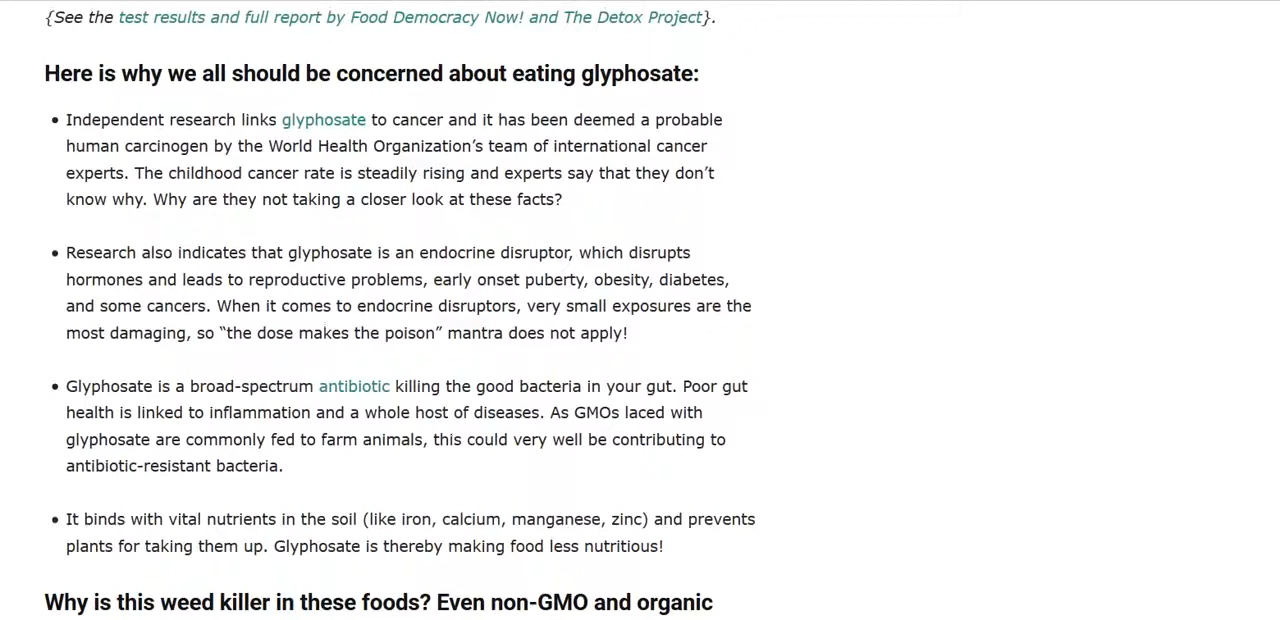 {See the test results and full report by Food Democracy Now! and The Detox Project}.
Here is why we all should be concerned about eating glyphosate:
• Independent research links glyphosate to cancer and it has been deemed a probable
human carcinogen by the World Health Organization’s team of international cancer
experts. The childhood cancer rate is steadily rising and experts say that they don’t
know why. Why are they not taking a closer look at these facts?
• Research also indicates that glyphosate is an endocrine disruptor, which disrupts
hormones and leads to reproductive problems, early onset puberty, obesity, diabetes,
and some cancers. When it comes to endocrine disruptors, very small exposures are the
most damaging, so “the dose makes the poison” mantra does not apply!
• Glyphosate is a broad-spectrum antibiotic killing the good bacteria in your gut. Poor gut
health is linked to inflammation and a whole host of diseases. As GMOs laced with
glyphosate are commonly fed to farm animals, this could very well be contributing to
antibiotic-resistant bacteria.
• It binds with vital nutrients in the soil (like iron, calcium, manganese, zinc) and prevents
plants for taking them up. Glyphosate is thereby making food less nutritious!
Why is this weed killer in these foods? Even non-GMO and organic